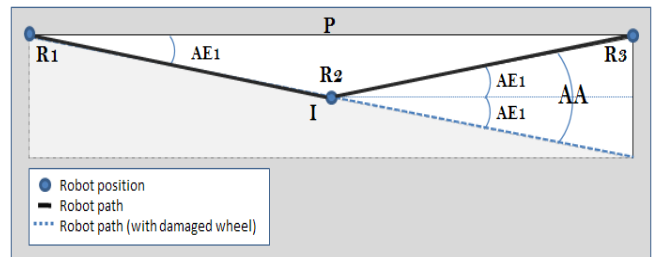 P
R1
AE1
R2
R3
AE1
AA
I
AE1
Robot position
Robot path
Robot path (with damaged wheel)